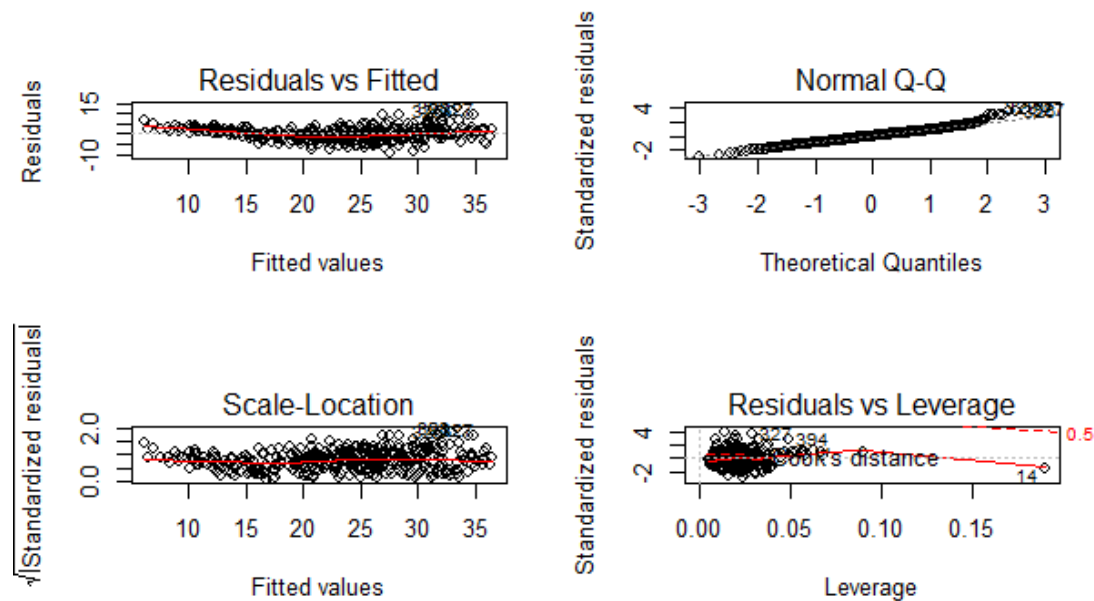 Residuals vs Fitted
Residuals
15
-10
10 15 20 25 30 35
Fitted values
Normal Q-Q
Standardized residuals
4
-2
-3 -2 -1 0 1 2 3
Theoretical Quantiles
Scale-Location
√|Standardized residuals|
2.0
0.0
10 15 20 25 30 35
Fitted values
Residuals vs Leverage
Standardized residuals
4
-2
327
394
Cook's distance
14
0.5
0.00 0.05 0.10 0.15
Leverage